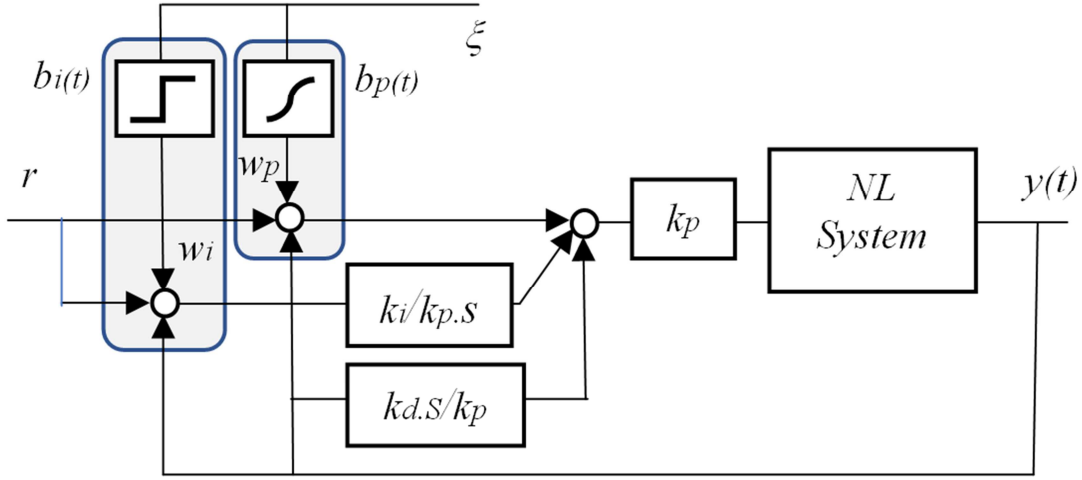 ξ
bi(t)
bp(t)
wp
r
wi
kp
NL
System
y(t)
ki/kp.s
kd.S/kp